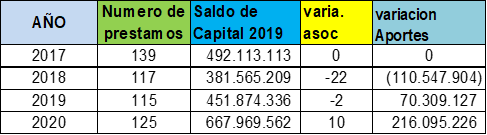 AÑO Numero de prestamos Saldo de Capital 2019 varia. asoc variacion Aportes
2017 139 492.113.113 0 0
2018 117 381.565.209 -22 (110.547.904)
2019 115 451.874.336 -2 70.309.127
2020 125 667.969.562 10 216.095.226